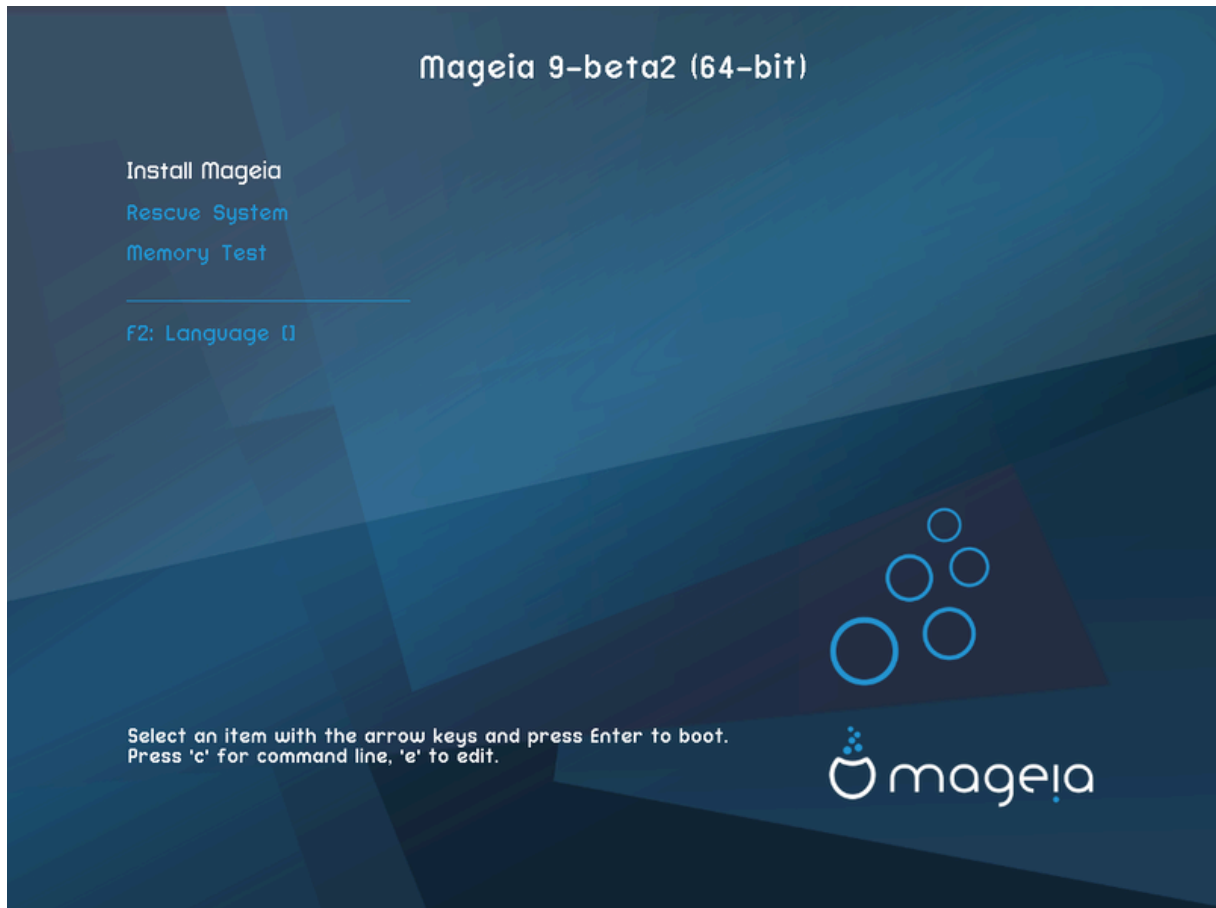 Mageia 9-beta2 (64-bit)
Install Mageia
Rescue System
Memory Test
F2: Language []
Select an item with the arrow keys and press Enter to boot.
Press 'c' for command line, 'e' to edit.
mageia